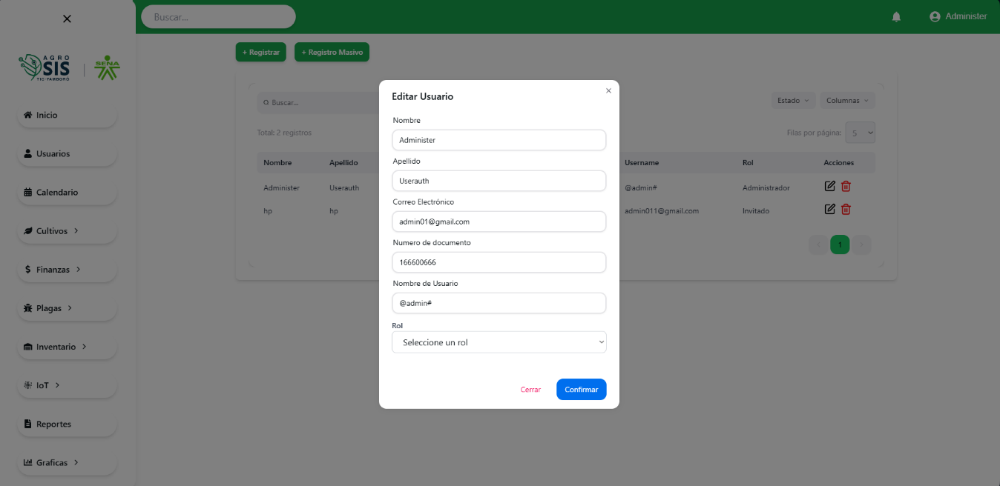 Buscar...
Administer
AGRO
SIS
TIC-YAMBORÓ
SENA
Inicio
Usuarios
Calendario
Cultivos
Finanzas
Plagas
Inventario
IoT
Reportes
Graficas
+ Registrar
+ Registro Masivo
Buscar...
Estado
Columnas
Total: 2 registros
Filas por página: 5
Nombre Apellido Username Rol Acciones
Administer Userauth @admin# Administrador
hp hp admin011@gmail.com Invitado
1
Editar Usuario
Nombre
Administer
Apellido
Userauth
Correo Electrónico
admin01@gmail.com
Numero de documento
166600666
Nombre de Usuario
@admin#
Rol
Seleccione un rol
Cerrar
Confirmar